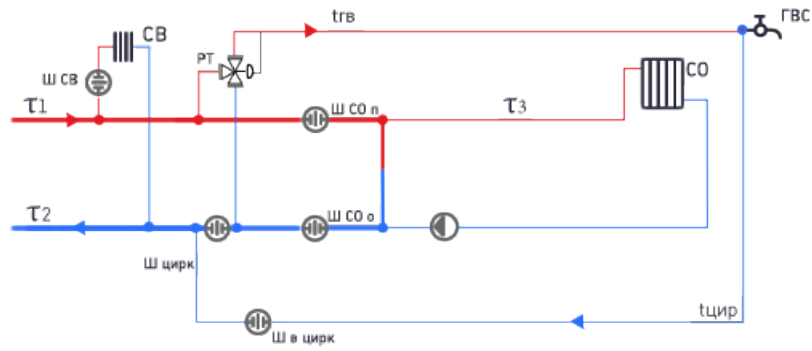 tгв
ГВС
СВ
РТ
Ш СВ
СО
τ1
Ш СО п
τ3
τ2
Ш СО о
Ш цирк
tцир
Ш в цирк